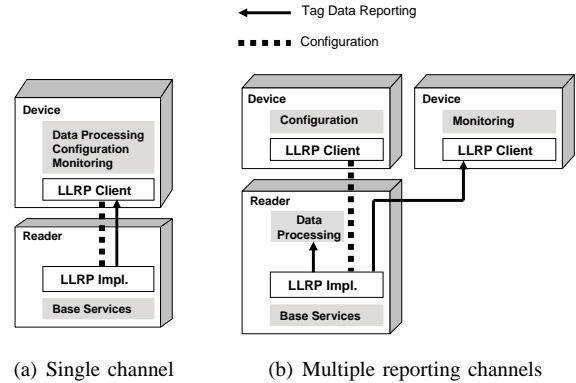 Tag Data Reporting
Configuration
Device
Data Processing
Configuration
Monitoring
LLRP Client
Reader
LLRP Impl.
Base Services
(a) Single channel
Device
Configuration
LLRP Client
Device
Monitoring
LLRP Client
Reader
Data
Processing
LLRP Impl.
Base Services
(b) Multiple reporting channels